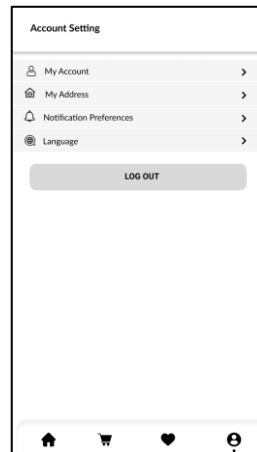 Account Setting
My Account
My Address
Notification Preferences
Language
LOG OUT